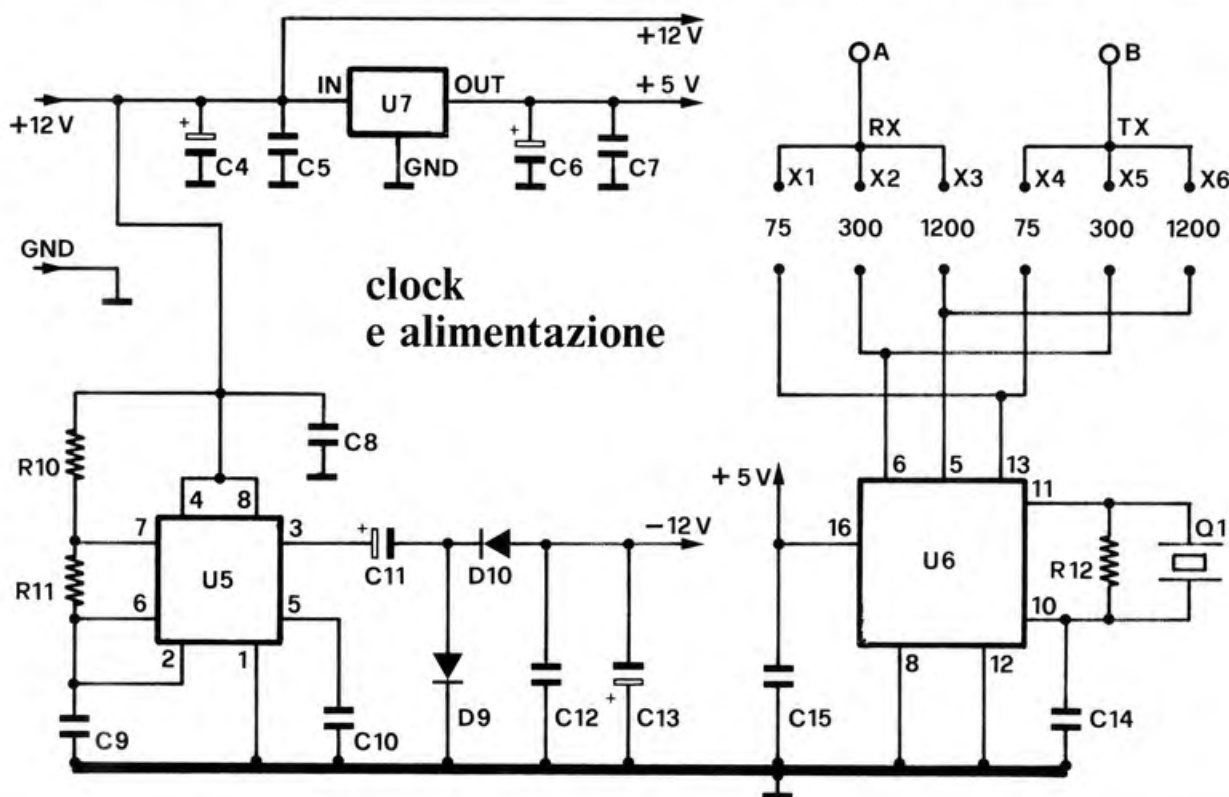 +12 V
IN
U7
OUT
+5 V
+12 V
+
C4
C5
GND
+
C6
C7
GND
clock
e alimentazione
A
B
RX
TX
X1
X2
X3
X4
X5
X6
75
300
1200
75
300
1200
R10
C8
4
8
7
3
+
C11
D10
−12 V
R11
U5
6
5
2
1
C9
C10
D9
C12
+
C13
+5 V
6
5
13
11
16
U6
R12
Q1
10
8
12
C15
C14